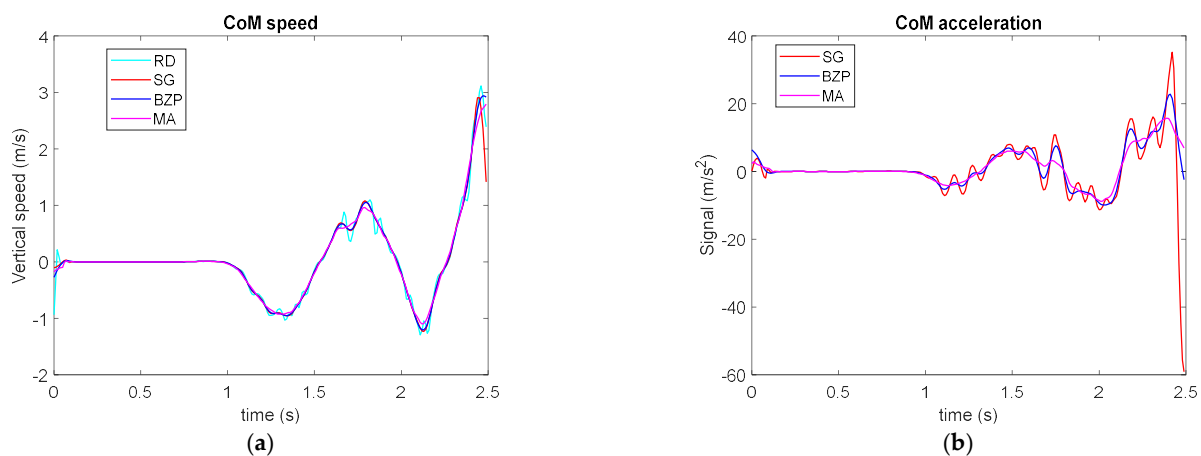 CoM speed
4
3
2
1
0
-1
-2
Vertical speed (m/s)
RD
SG
BZP
MA
0
0.5
1
1.5
2
2.5
time (s)
(a)
CoM acceleration
40
20
0
-20
-40
-60
Signal (m/s²)
SG
BZP
MA
0
0.5
1
1.5
2
2.5
time (s)
(b)